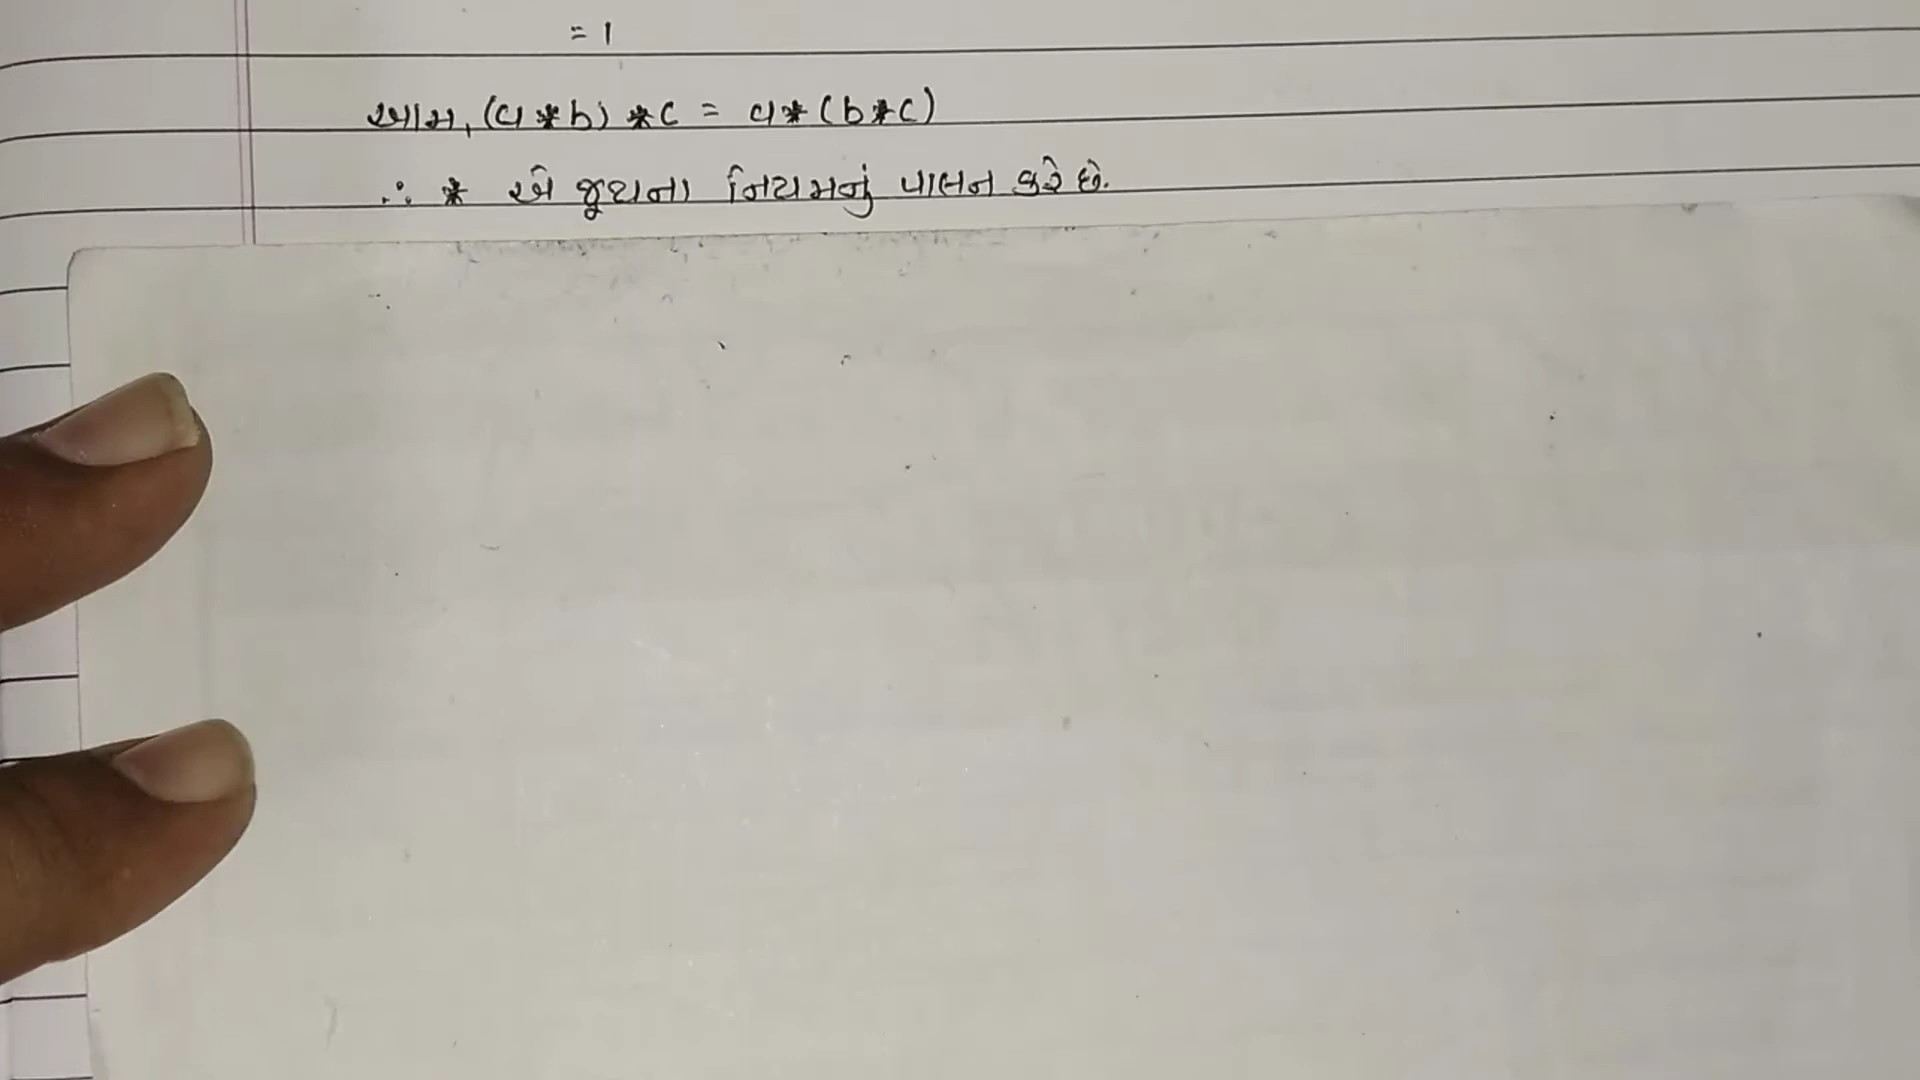 = 1
આમ, (a * b) * c = a * (b * c)
∴ * એ જૂથના નિયમનું પાલન કરે છે.